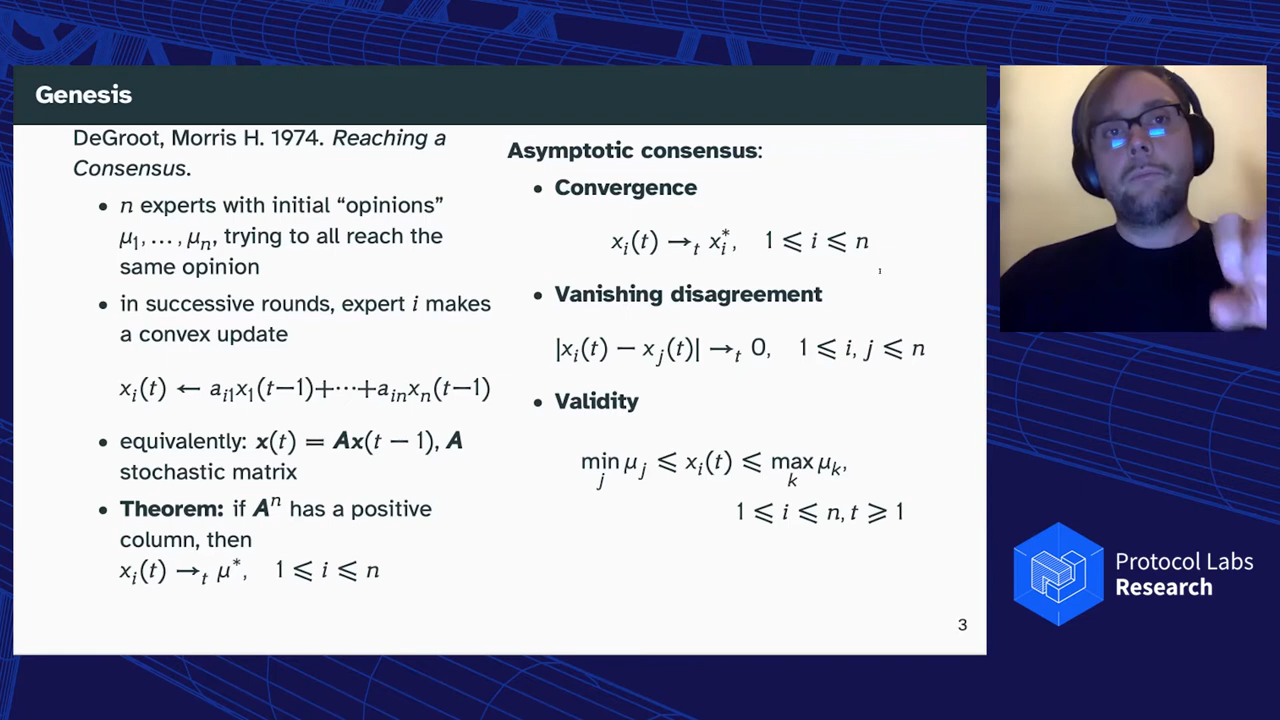 Genesis
DeGroot, Morris H. 1974. Reaching a
Consensus.
• n experts with initial “opinions”
μ₁, … , μₙ, trying to all reach the
same opinion
• in successive rounds, expert i makes
a convex update
xᵢ(t) ← aᵢ₁x₁(t−1)+⋯+aᵢₙxₙ(t−1)
• equivalently: x(t) = Ax(t − 1), A
stochastic matrix
• Theorem: if Aⁿ has a positive
column, then
xᵢ(t) →ₜ μ*, 1 ⩽ i ⩽ n
Asymptotic consensus:
• Convergence
xᵢ(t) →ₜ xᵢ*, 1 ⩽ i ⩽ n
• Vanishing disagreement
|xᵢ(t) − xⱼ(t)| →ₜ 0, 1 ⩽ i, j ⩽ n
• Validity
min μⱼ ⩽ xᵢ(t) ⩽ max μₖ,
j k
1 ⩽ i ⩽ n, t ⩾ 1
3
Protocol Labs
Research